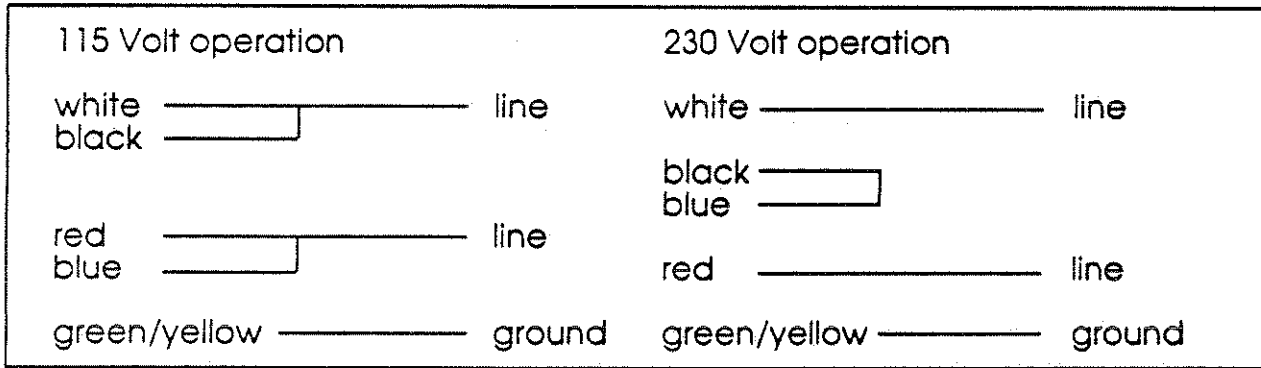 115 Volt operation
white line
black
red line
blue
green/yellow ground
230 Volt operation
white line
black
blue
red line
green/yellow ground